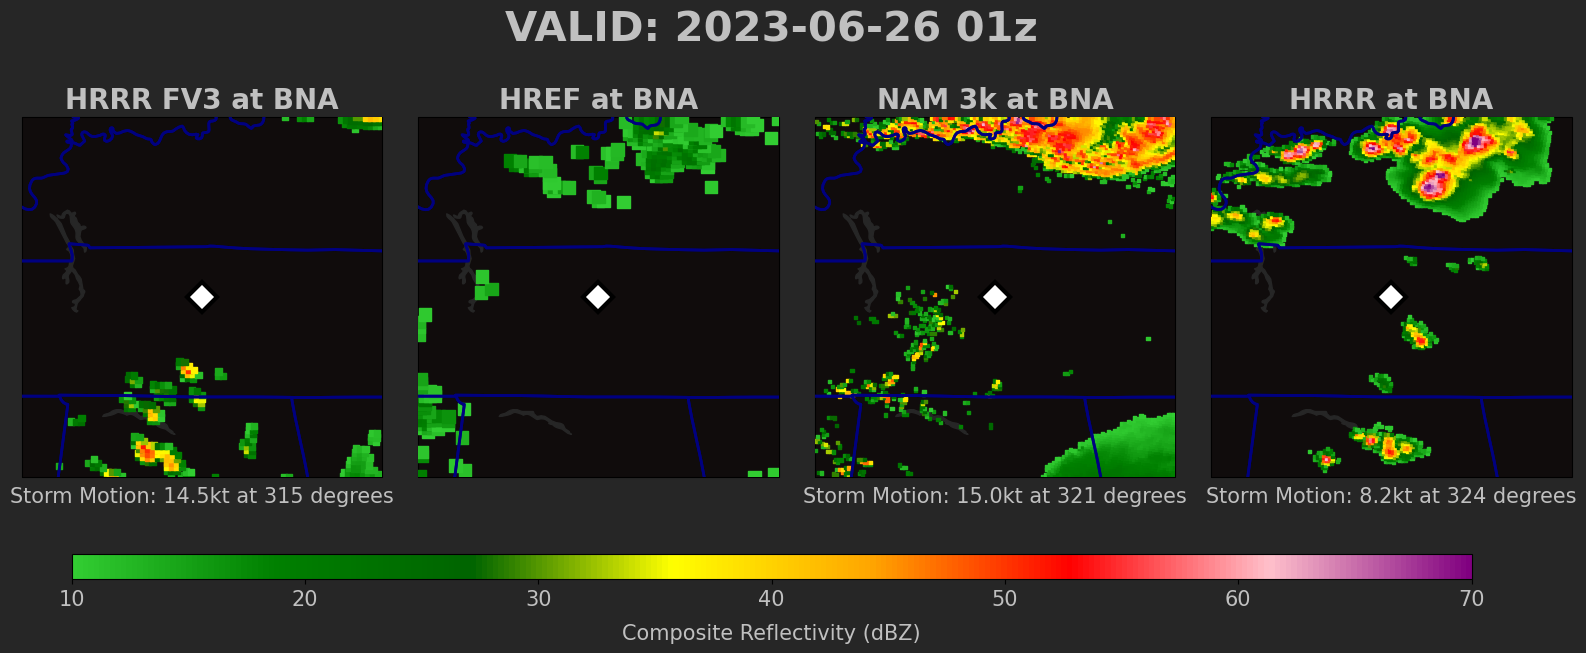 VALID: 2023-06-26 01z
HRRR FV3 at BNA
HREF at BNA
NAM 3k at BNA
HRRR at BNA
Storm Motion: 14.5kt at 315 degrees
Storm Motion: 15.0kt at 321 degrees
Storm Motion: 8.2kt at 324 degrees
10 20 30 40 50 60 70
Composite Reflectivity (dBZ)